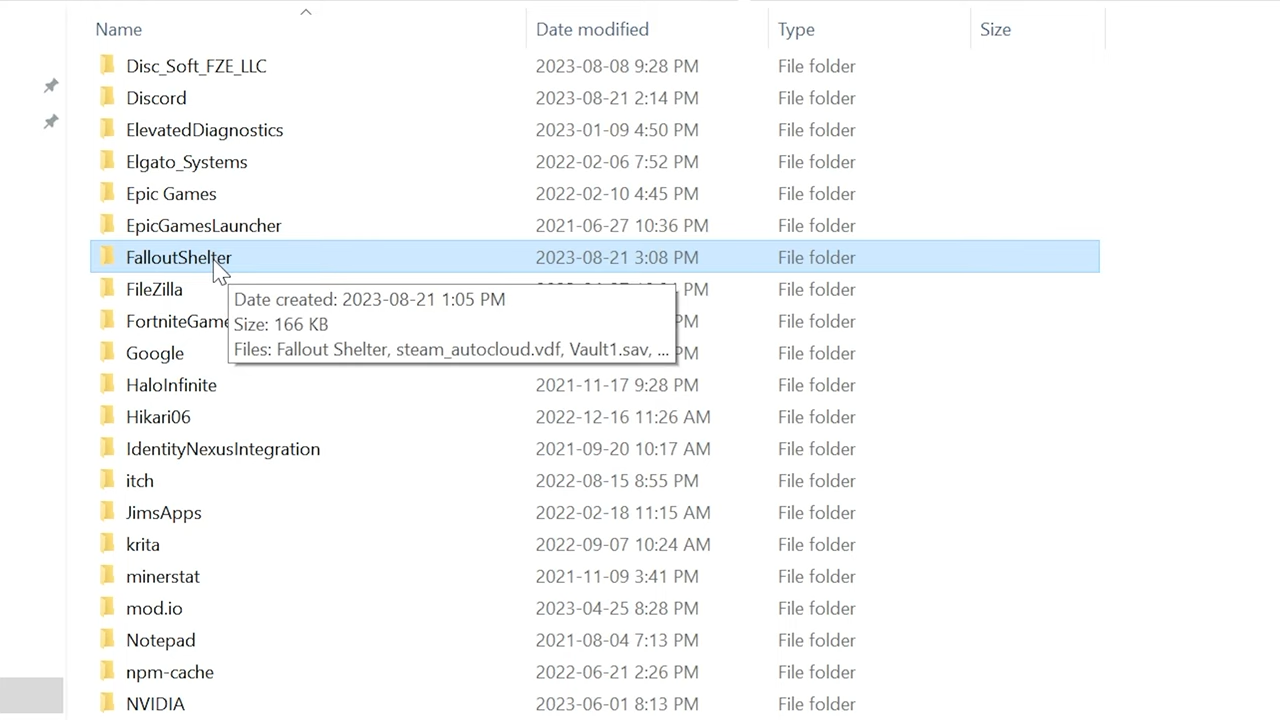 Name Date modified Type Size
Disc_Soft_FZE_LLC 2023-08-08 9:28 PM File folder
Discord 2023-08-21 2:14 PM File folder
ElevatedDiagnostics 2023-01-09 4:50 PM File folder
Elgato_Systems 2022-02-06 7:52 PM File folder
Epic Games 2022-02-10 4:45 PM File folder
EpicGamesLauncher 2021-06-27 10:36 PM File folder
FalloutShelter 2023-08-21 3:08 PM File folder
FileZilla PM File folder
Date created: 2023-08-21 1:05 PM
FortniteGame PM File folder
Size: 166 KB
Google PM File folder
Files: Fallout Shelter, steam_autocloud.vdf, Vault1.sav, ...
HaloInfinite 2021-11-17 9:28 PM File folder
Hikari06 2022-12-16 11:26 AM File folder
IdentityNexusIntegration 2021-09-20 10:17 AM File folder
itch 2022-08-15 8:55 PM File folder
JimsApps 2022-02-18 11:15 AM File folder
krita 2022-09-07 10:24 AM File folder
minerstat 2021-11-09 3:41 PM File folder
mod.io 2023-04-25 8:28 PM File folder
Notepad 2021-08-04 7:13 PM File folder
npm-cache 2022-06-21 2:26 PM File folder
NVIDIA 2023-06-01 8:13 PM File folder